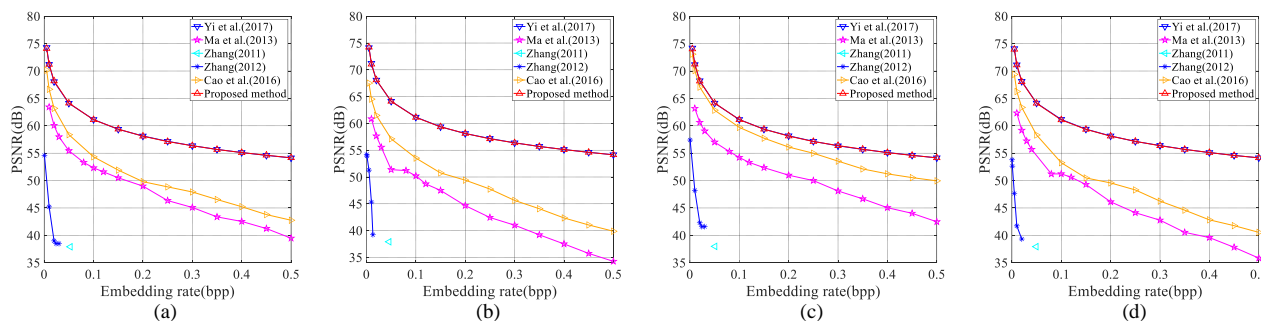 80
75
70
65
60
55
50
45
40
35
PSNR(dB)
0 0.1 0.2 0.3 0.4 0.5
Embedding rate(bpp)
Yi et al.(2017)
Ma et al.(2013)
Zhang(2011)
Zhang(2012)
Cao et al.(2016)
Proposed method
(a)
80
75
70
65
60
55
50
45
40
35
PSNR(dB)
0 0.1 0.2 0.3 0.4 0.5
Embedding rate(bpp)
Yi et al.(2017)
Ma et al.(2013)
Zhang(2011)
Zhang(2012)
Cao et al.(2016)
Proposed method
(b)
80
75
70
65
60
55
50
45
40
35
PSNR(dB)
0 0.1 0.2 0.3 0.4 0.5
Embedding rate(bpp)
Yi et al.(2017)
Ma et al.(2013)
Zhang(2011)
Zhang(2012)
Cao et al.(2016)
Proposed method
(c)
80
75
70
65
60
55
50
45
40
35
PSNR(dB)
0 0.1 0.2 0.3 0.4
Embedding rate(bpp)
Yi et al.(2017)
Ma et al.(2013)
Zhang(2011)
Zhang(2012)
Cao et al.(2016)
Proposed method
(d)